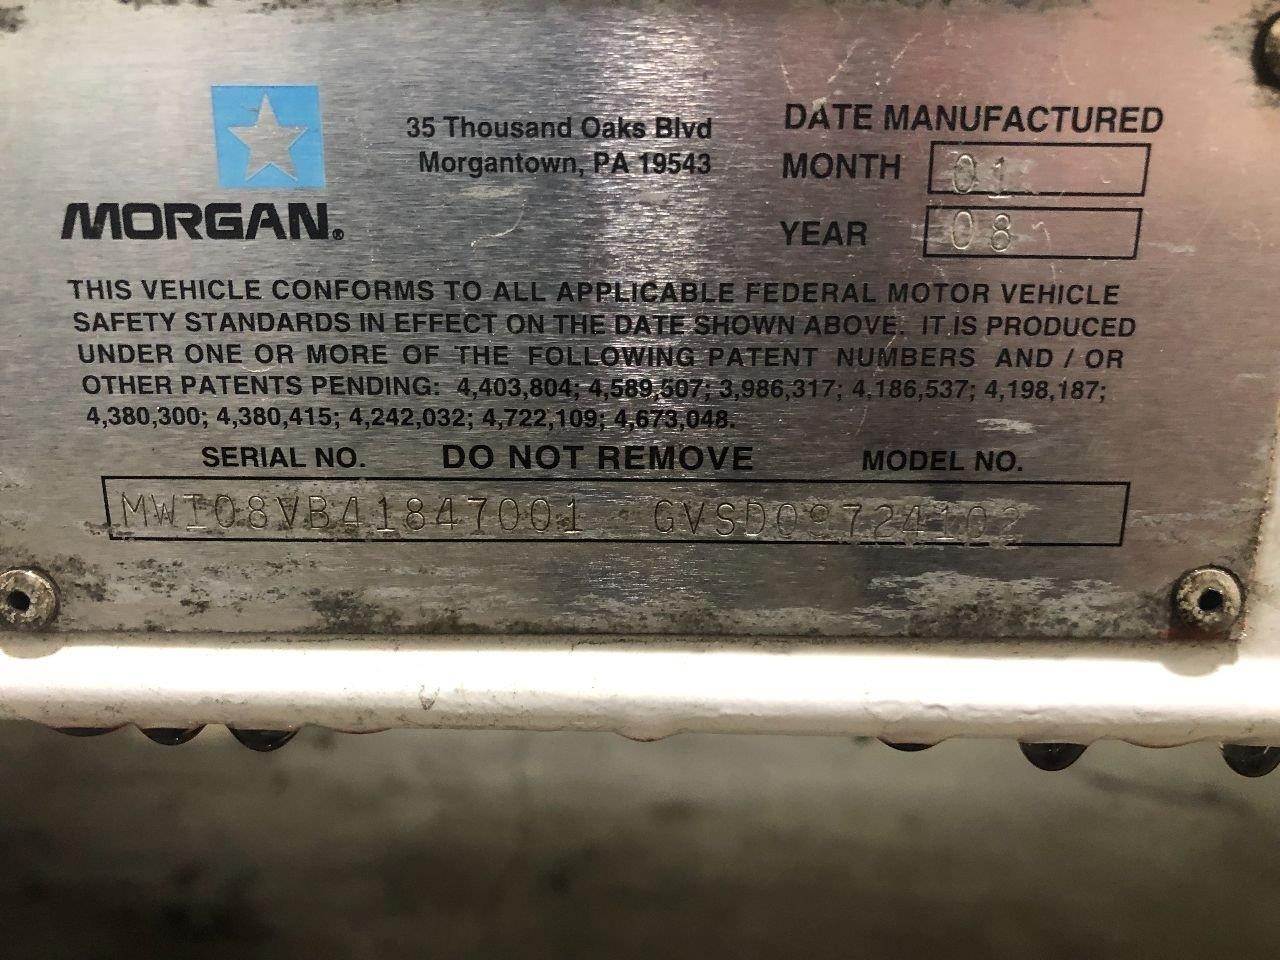 MORGAN®
35 Thousand Oaks Blvd
Morgantown, PA 19543
DATE MANUFACTURED
MONTH 01
YEAR 08
THIS VEHICLE CONFORMS TO ALL APPLICABLE FEDERAL MOTOR VEHICLE
SAFETY STANDARDS IN EFFECT ON THE DATE SHOWN ABOVE. IT IS PRODUCED
UNDER ONE OR MORE OF THE FOLLOWING PATENT NUMBERS AND / OR
OTHER PATENTS PENDING: 4,403,804; 4,589,507; 3,986,317; 4,186,537; 4,198,187;
4,380,300; 4,380,415; 4,242,032; 4,722,109; 4,673,048.
SERIAL NO. DO NOT REMOVE MODEL NO.
MWI08VB41847001 GVSD09724102